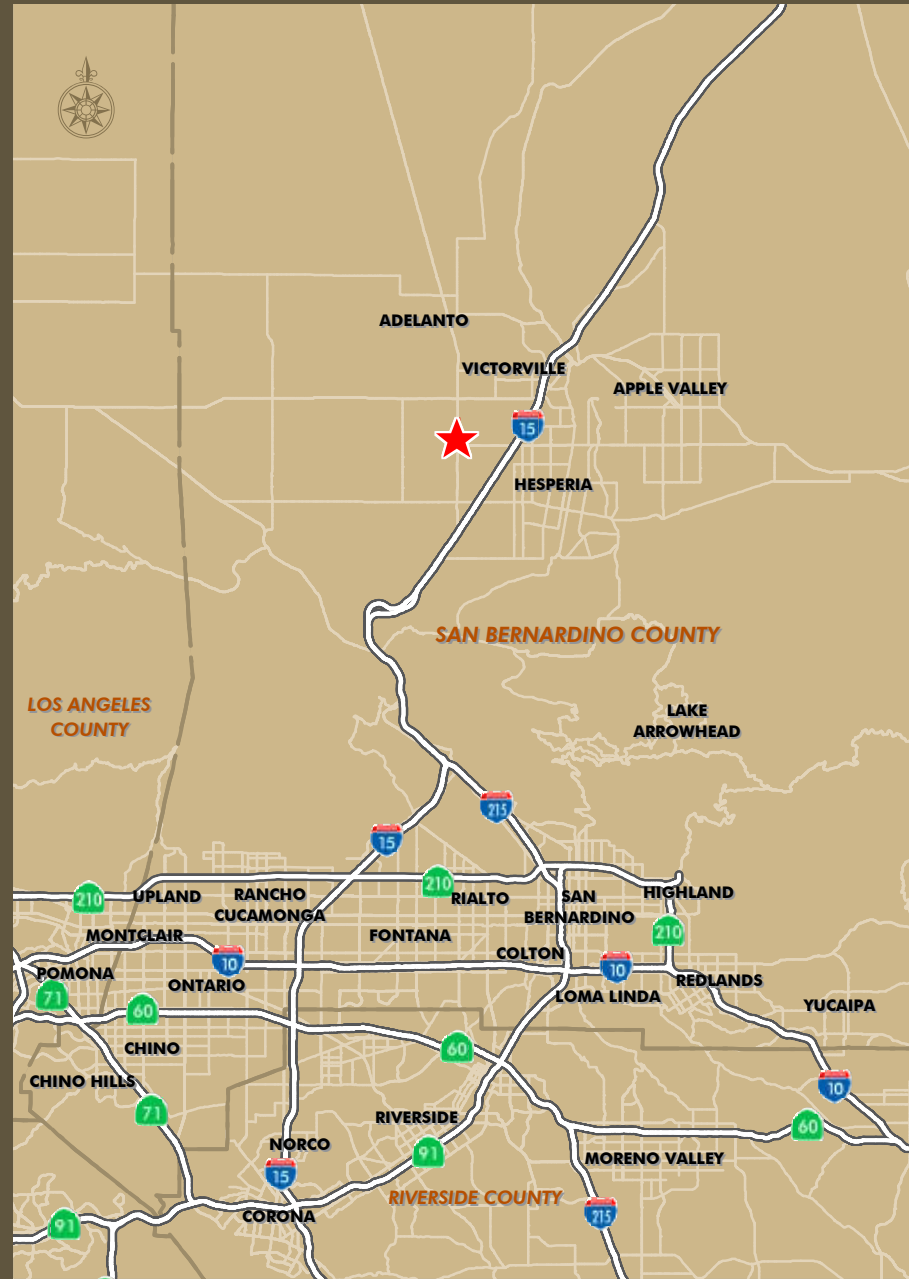 ADELANTO
VICTORVILLE
APPLE VALLEY
15
HESPERIA
SAN BERNARDINO COUNTY
LOS ANGELES
COUNTY
LAKE
ARROWHEAD
215
15
210
210
UPLAND
RANCHO
CUCAMONGA
RIALTO
SAN
BERNARDINO
HIGHLAND
MONTCLAIR
FONTANA
210
COLTON
10
10
POMONA
ONTARIO
REDLANDS
71
60
LOMA LINDA
YUCAIPA
CHINO
60
CHINO HILLS
10
71
RIVERSIDE
60
NORCO
91
MORENO VALLEY
15
RIVERSIDE COUNTY
CORONA
215
91